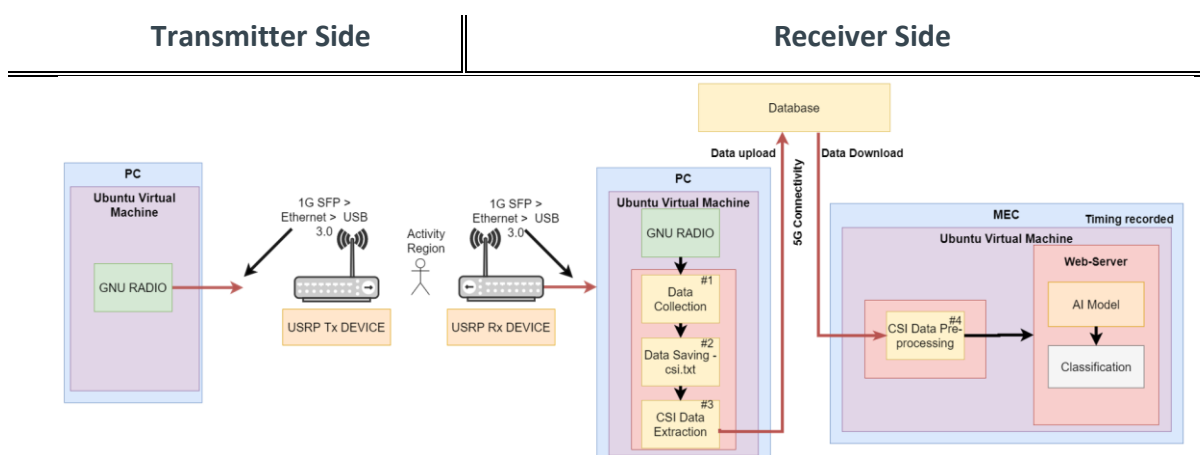 Transmitter Side
Receiver Side
PC
Ubuntu Virtual
Machine
GNU RADIO
1G SFP >
Ethernet > USB
3.0
USRP Tx DEVICE
Activity
Region
1G SFP >
Ethernet > USB
3.0
USRP Rx DEVICE
PC
Ubuntu Virtual Machine
GNU RADIO
#1
Data
Collection
#2
Data Saving -
csi.txt
#3
CSI Data
Extraction
Database
Data upload
5G Connectivity
Data Download
MEC
Timing recorded
Ubuntu Virtual Machine
#4
CSI Data Pre-
processing
Web-Server
AI Model
Classification